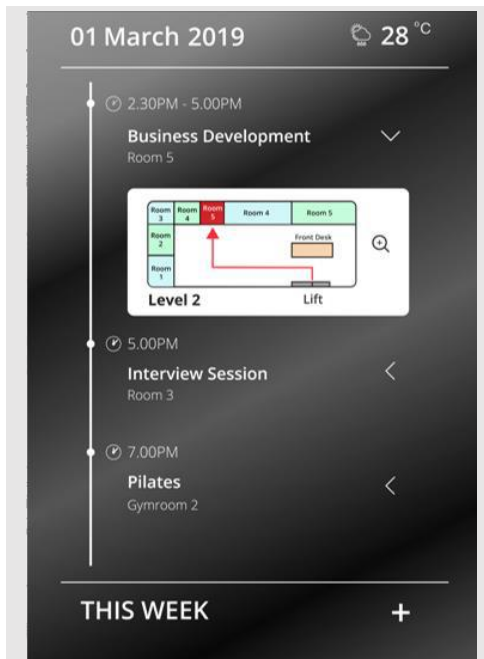 01 March 2019
28 °C
2.30PM - 5.00PM
Business Development
Room 5
Room 3
Room 4
Room 5
Room 4
Room 5
Room 2
Front Desk
Room 1
Level 2
Lift
5.00PM
Interview Session
Room 3
7.00PM
Pilates
Gymroom 2
THIS WEEK
+